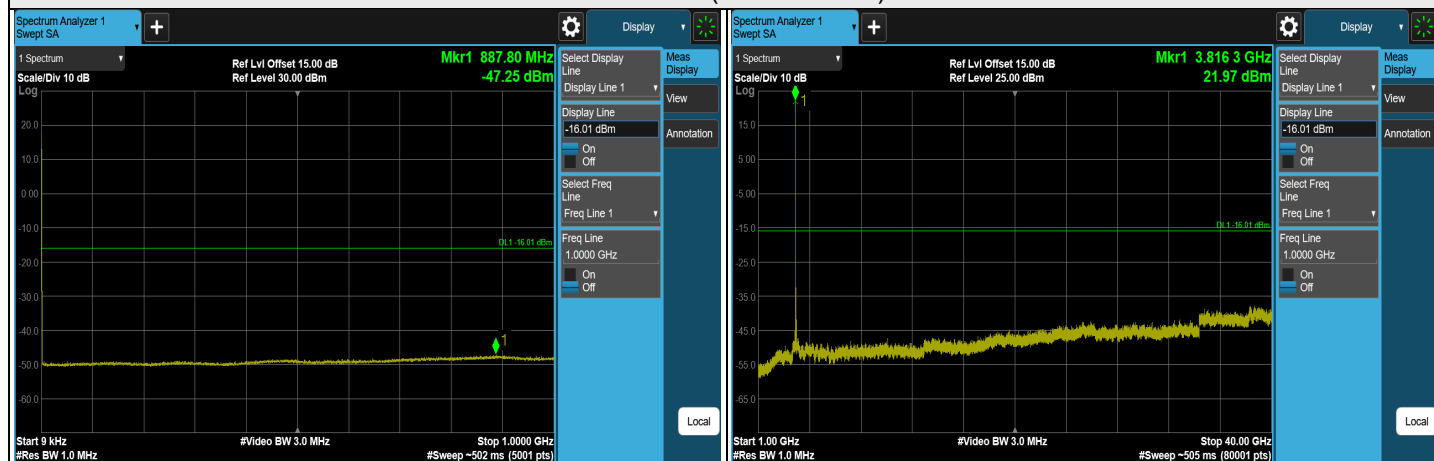 Spectrum Analyzer 1
Swept SA
+
Display
1 Spectrum
Scale/Div 10 dB
Log
Ref Lvl Offset 15.00 dB
Ref Level 30.00 dBm
Mkr1 887.80 MHz
-47.25 dBm
20.0
10.0
0.00
-10.0
-20.0
-30.0
-40.0
-50.0
-60.0
DL1 -16.01 dBm
1
Start 9 kHz
#Res BW 1.0 MHz
#Video BW 3.0 MHz
Stop 1.0000 GHz
#Sweep ~502 ms (5001 pts)
Select Display
Line
Display Line 1
Display Line
-16.01 dBm
On
Off
Select Freq
Line
Freq Line 1
Freq Line
1.0000 GHz
On
Off
Meas
Display
View
Annotation
Local
Spectrum Analyzer 1
Swept SA
+
Display
1 Spectrum
Scale/Div 10 dB
Log
Ref Lvl Offset 15.00 dB
Ref Level 25.00 dBm
Mkr1 3.816 3 GHz
21.97 dBm
1
15.0
5.00
-5.00
-15.0
-25.0
-35.0
-45.0
-55.0
-65.0
DL1 -16.01 dBm
Start 1.00 GHz
#Res BW 1.0 MHz
#Video BW 3.0 MHz
Stop 40.00 GHz
#Sweep ~505 ms (80001 pts)
Select Display
Line
Display Line 1
Display Line
-16.01 dBm
On
Off
Select Freq
Line
Freq Line 1
Freq Line
1.0000 GHz
On
Off
Meas
Display
View
Annotation
Local